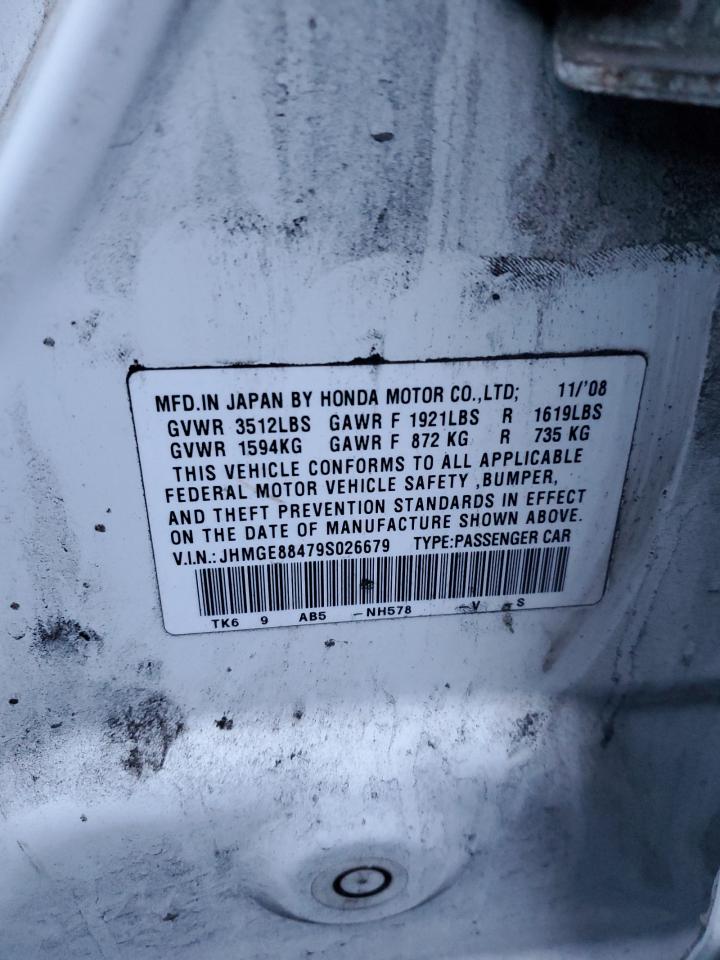 MFD.IN JAPAN BY HONDA MOTOR CO.,LTD; 11/'08
GVWR 3512LBS GAWR F 1921LBS R 1619LBS
GVWR 1594KG GAWR F 872 KG R 735 KG
THIS VEHICLE CONFORMS TO ALL APPLICABLE
FEDERAL MOTOR VEHICLE SAFETY ,BUMPER,
AND THEFT PREVENTION STANDARDS IN EFFECT
ON THE DATE OF MANUFACTURE SHOWN ABOVE.
V.I.N.: JHMGE88479S026679 TYPE:PASSENGER CAR
TK6 9 AB5 -NH578 -V S